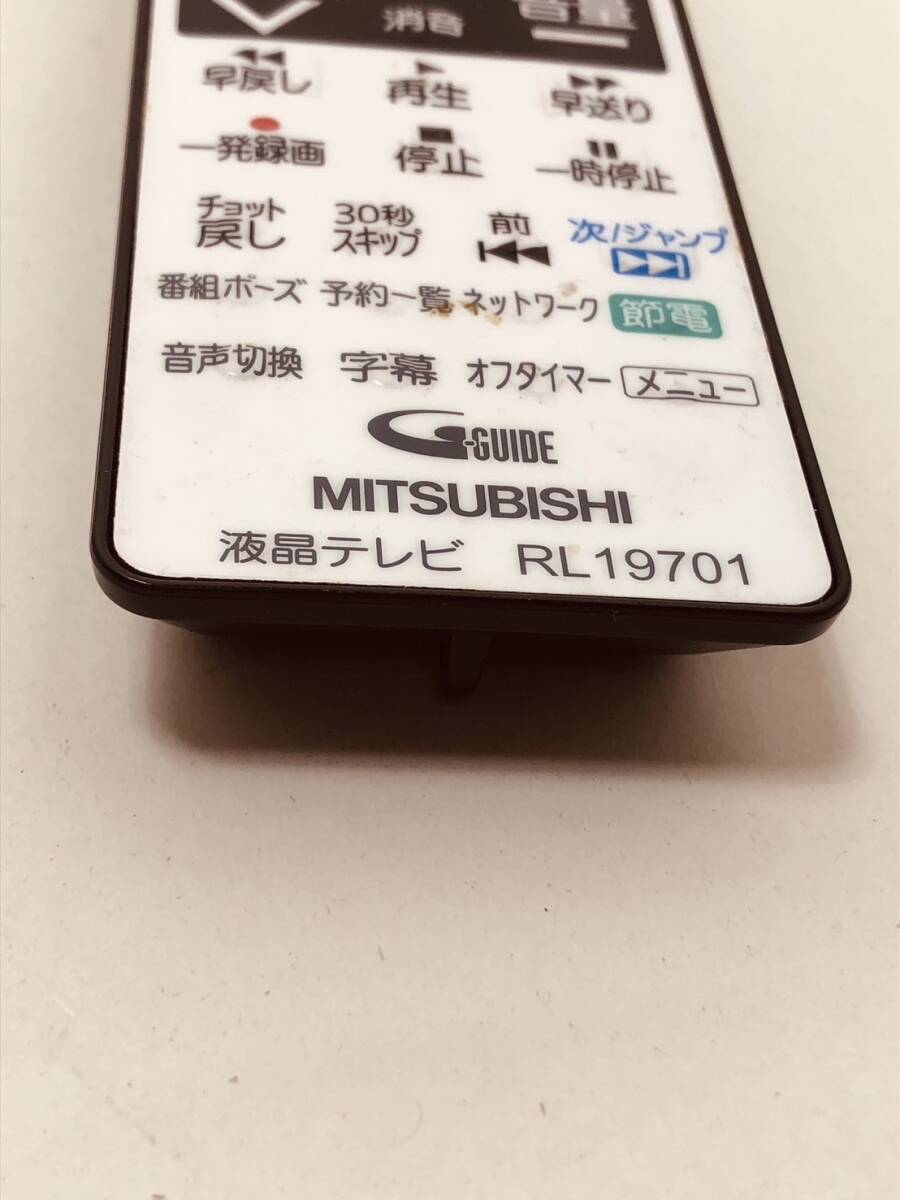 消音 音量
早戻し 再生 早送り
一発録画 停止 一時停止
チョット 30秒 前 次/ジャンプ
戻し スキップ
番組ポーズ 予約一覧 ネットワーク 節電
音声切換 字幕 オフタイマー メニュー
G-GUIDE
MITSUBISHI
液晶テレビ RL19701